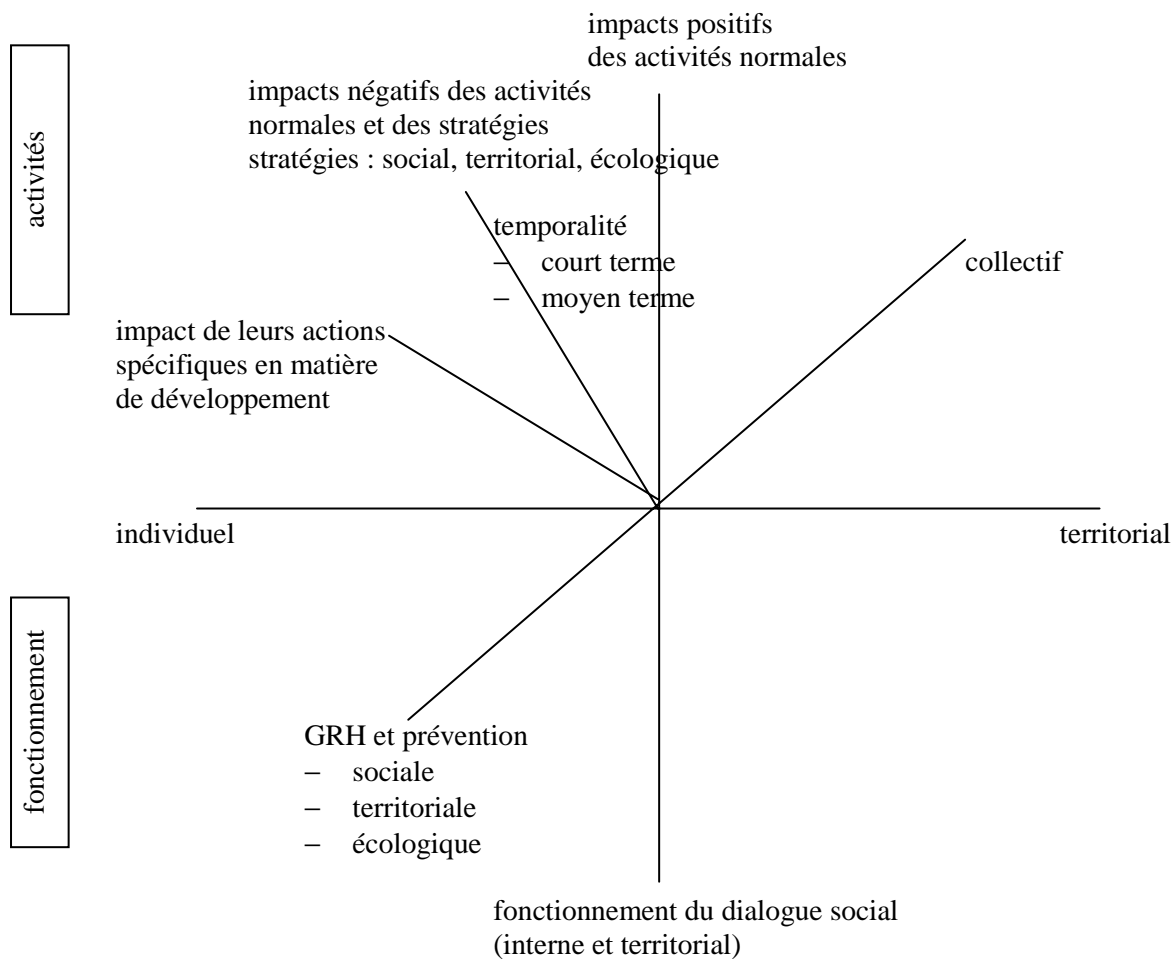 impacts positifs
des activités normales
activités
impacts négatifs des activités
normales et des stratégies
stratégies : social, territorial, écologique
temporalité
– court terme
– moyen terme
collectif
impact de leurs actions
spécifiques en matière
de développement
individuel
territorial
fonctionnement
GRH et prévention
– sociale
– territoriale
– écologique
fonctionnement du dialogue social
(interne et territorial)